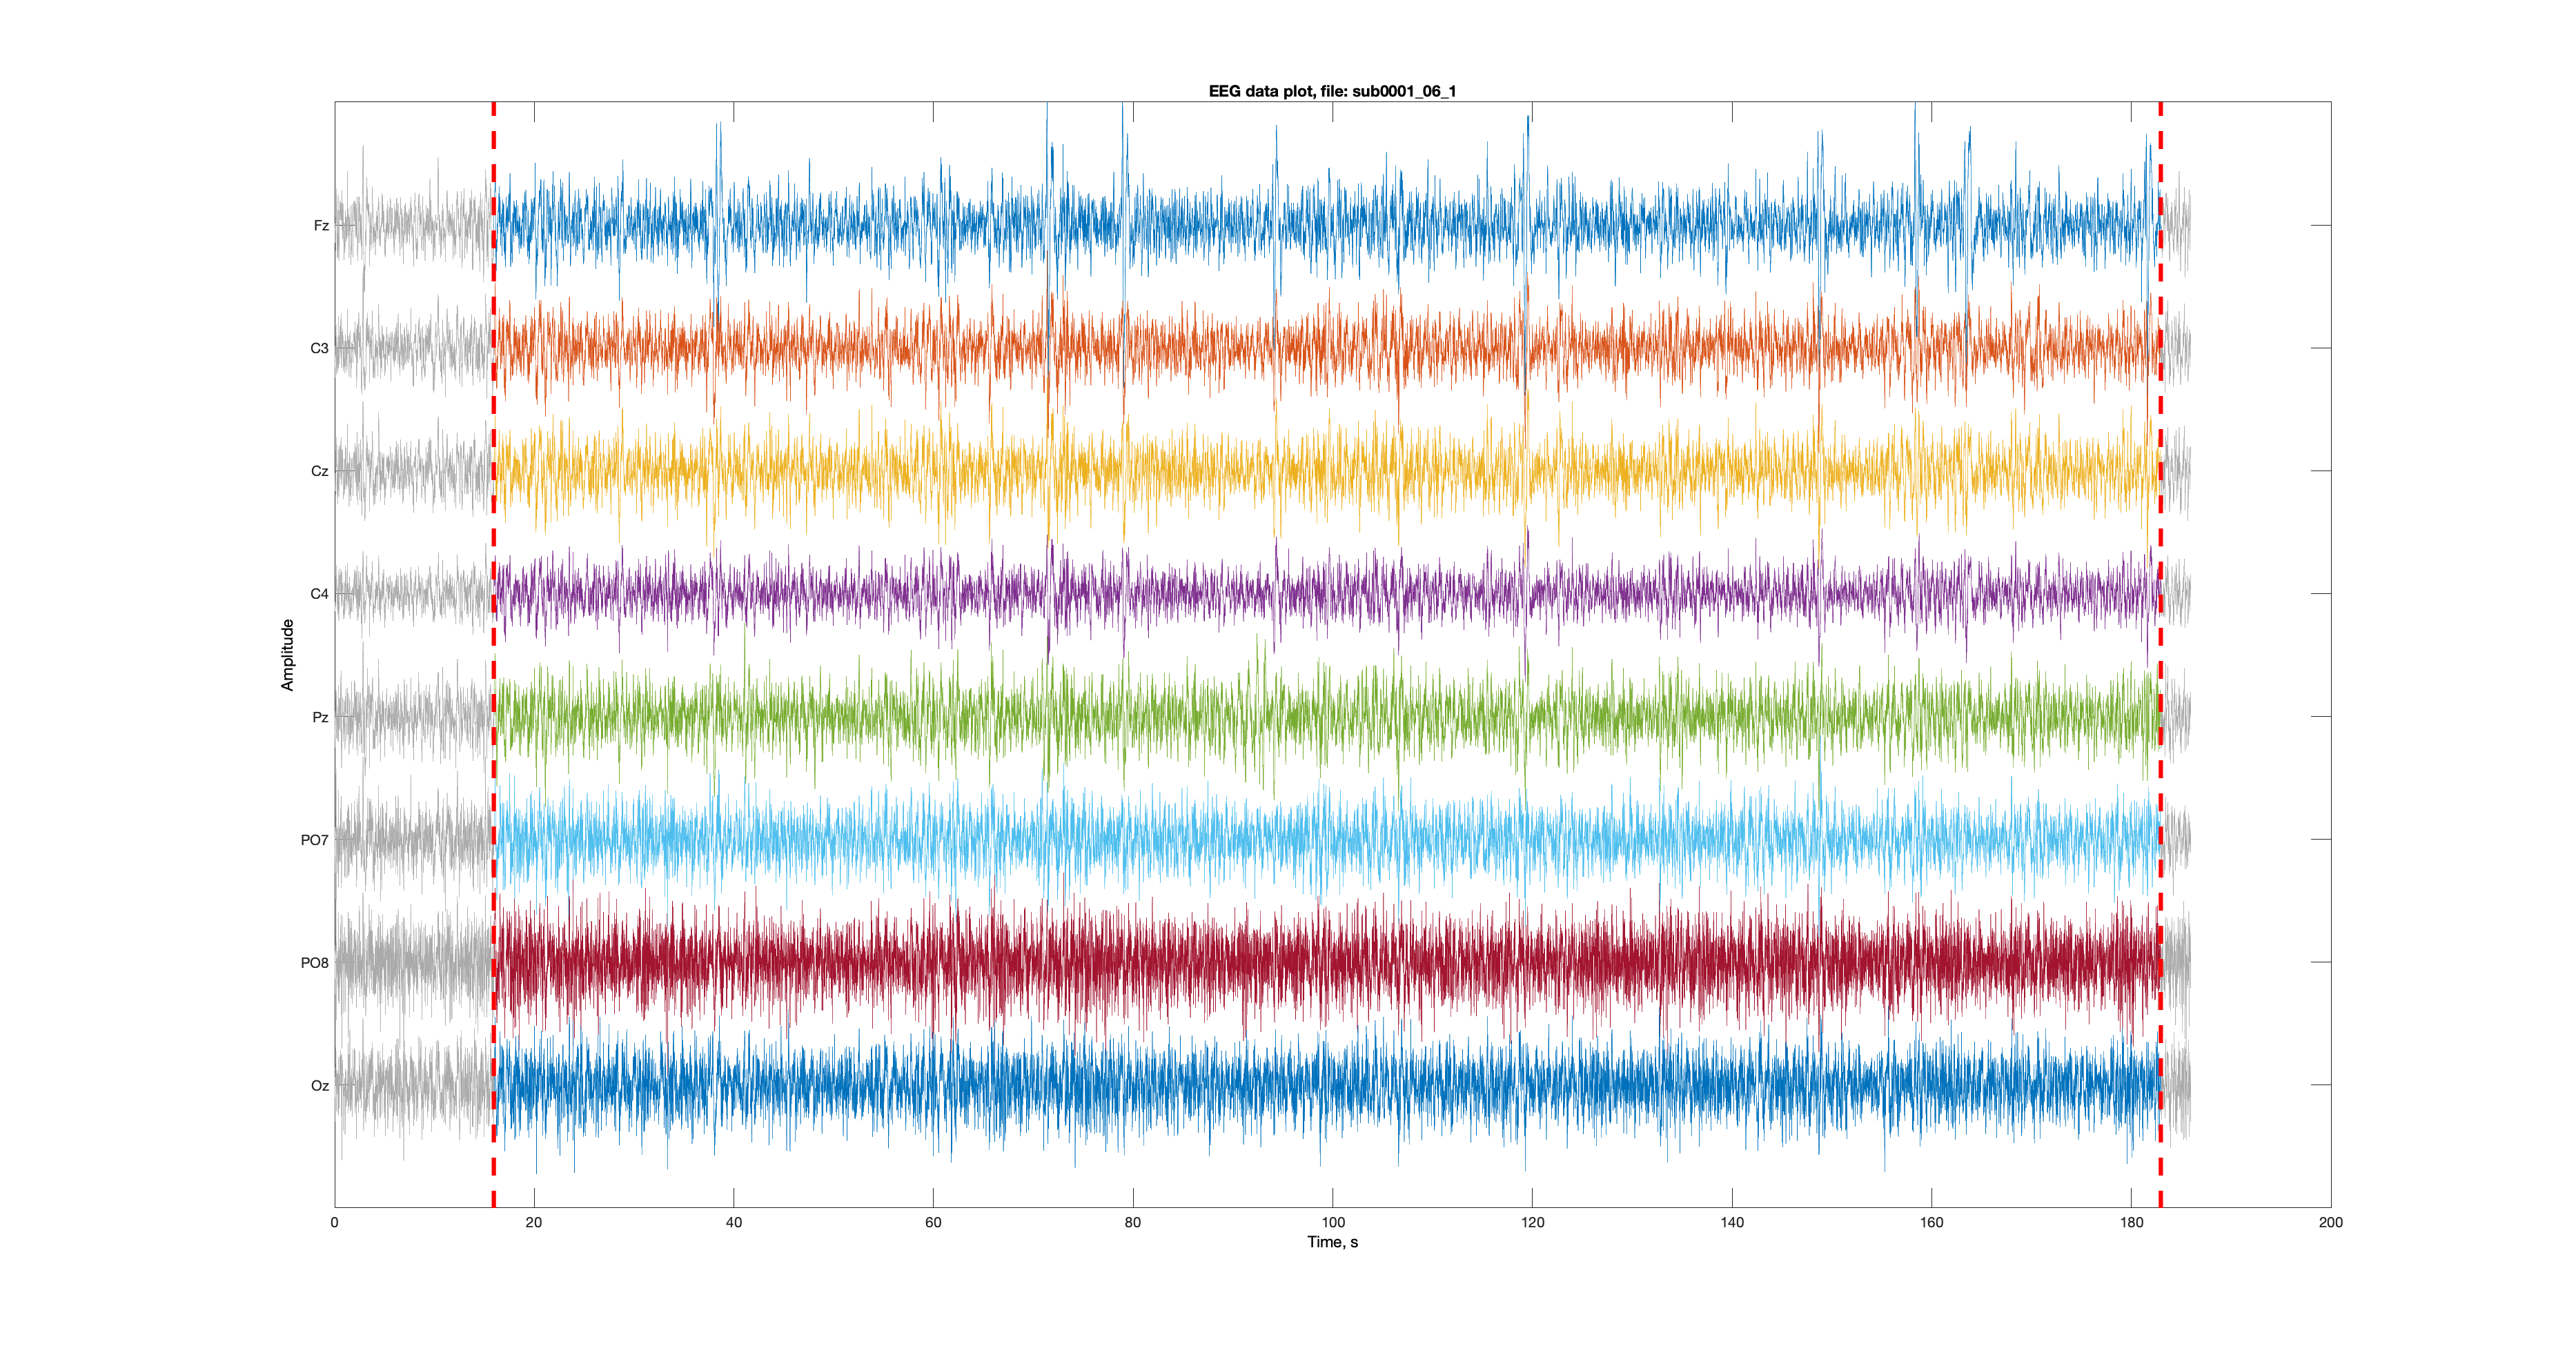 EEG data plot, file: sub0001_06_1
Fz
C3
Cz
C4
Pz
PO7
PO8
Oz
Amplitude
0 20 40 60 80 100 120 140 160 180 200
Time, s